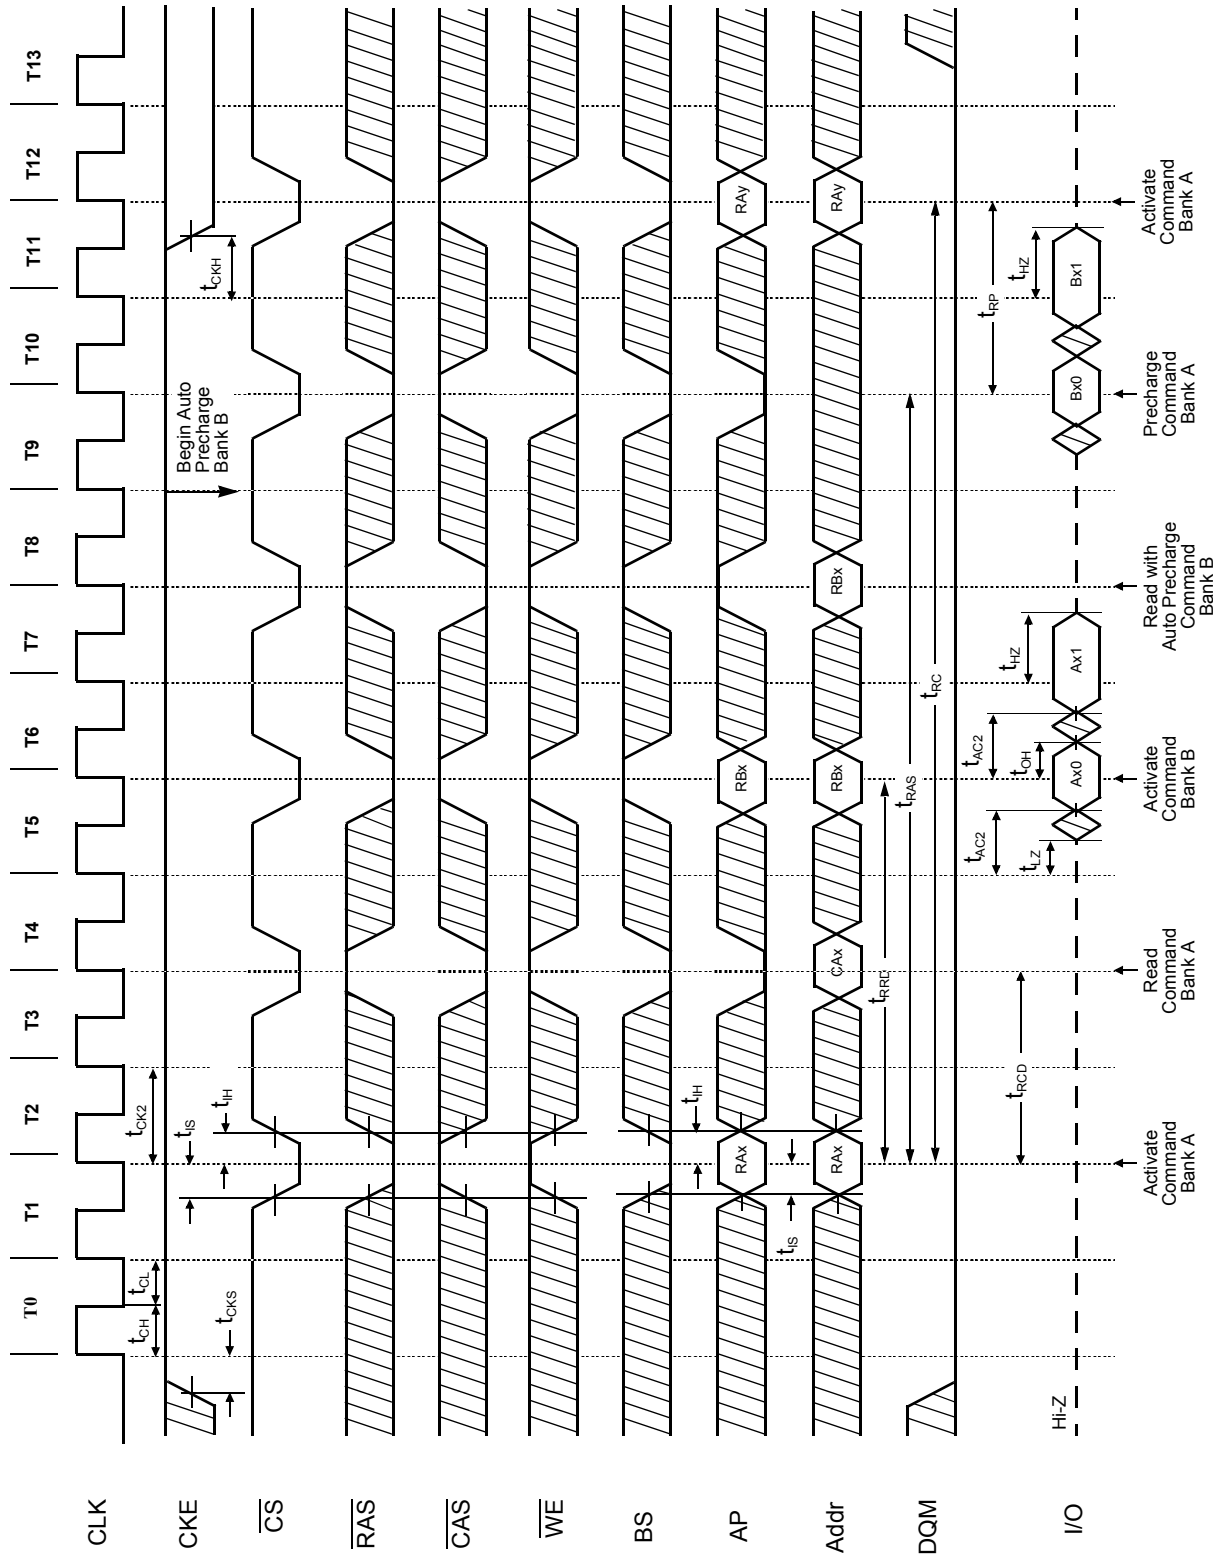 T0 T1 T2 T3 T4 T5 T6 T7 T8 T9 T10 T11 T12 T13
CLK
tCH tCL tCK2
CKE
tCKS tIS tIH
Begin Auto
Precharge
Bank B
tCKH
CS
RAS
CAS
WE
BS
tIH
AP
RAx RBx RAy
tIS
Addr
RAx CAx RBx RBx RAy
tRRD
tRAS
tRC
DQM
tRCD
tAC2 tAC2
tRP
tLZ tOH tHZ tHZ
I/O
Hi-Z
Ax0 Ax1 Bx0 Bx1
Activate
Command
Bank A
Read
Command
Bank A
Activate
Command
Bank B
Read with
Auto Precharge
Command
Bank B
Precharge
Command
Bank A
Activate
Command
Bank A